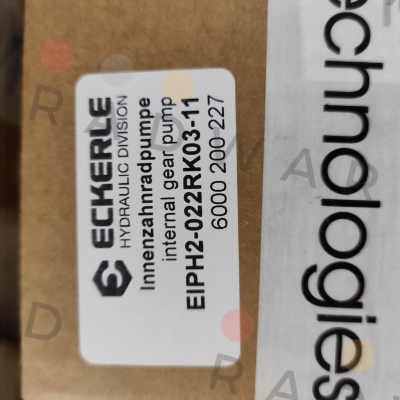 ECKERLE
HYDRAULIC DIVISION
Innenzahnradpumpe
internal gear pump
EIPH2-022RK03-11
6000 200 227
echnologies